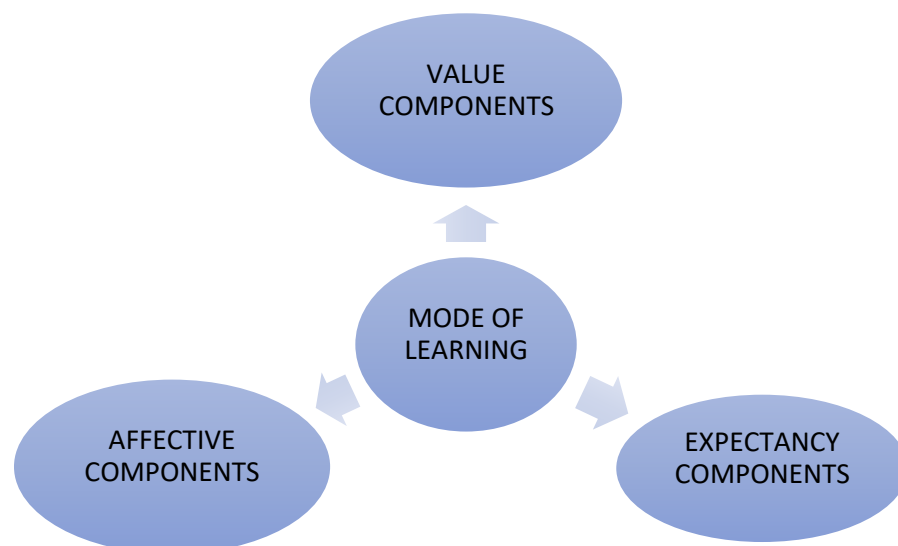 VALUE
COMPONENTS
MODE OF
LEARNING
AFFECTIVE
COMPONENTS
EXPECTANCY
COMPONENTS